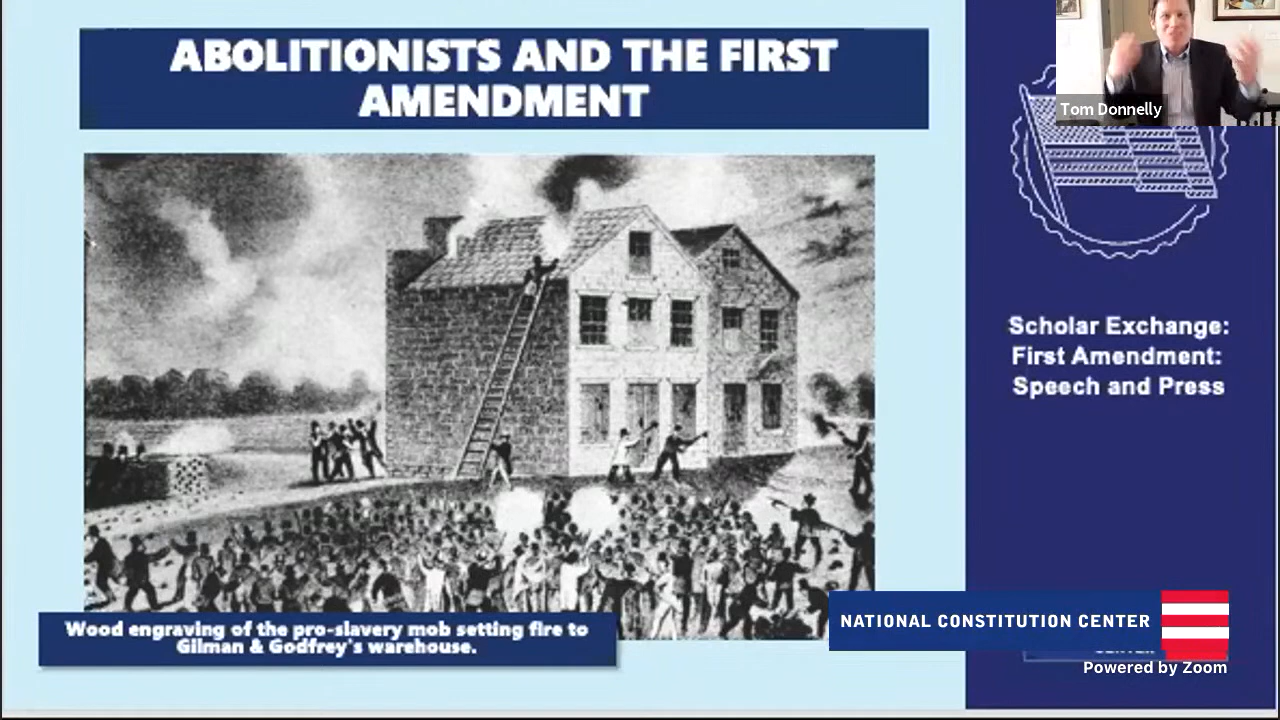 ABOLITIONISTS AND THE FIRST
AMENDMENT
Tom Donnelly
Scholar Exchange:
First Amendment:
Speech and Press
Wood engraving of the pro-slavery mob setting fire to
Gilman & Godfrey's warehouse.
NATIONAL CONSTITUTION CENTER
Powered by Zoom